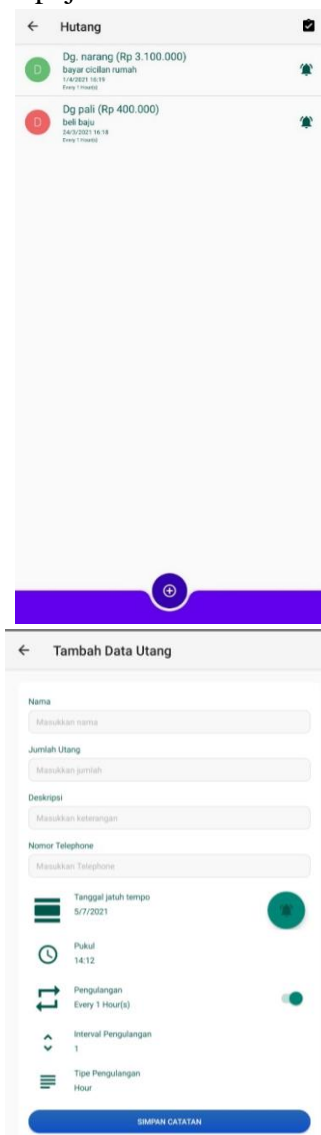 Hutang
Dg. narang (Rp 3.100.000)
bayar cicilan rumah
1/4/2021 16:19
Every 1 Hour(s)
Dg pali (Rp 400.000)
beli baju
24/3/2021 16:18
Every 1 Hour(s)
D
D
Tambah Data Utang
Nama
Masukkan nama
Jumlah Utang
Masukkan jumlah
Deskripsi
Masukkan keterangan
Nomor Telephone
Masukkan Telephone
Tanggal jatuh tempo
5/7/2021
Pukul
14:12
Pengulangan
Every 1 Hour(s)
Interval Pengulangan
1
Tipe Pengulangan
Hour
SIMPAN CATATAN